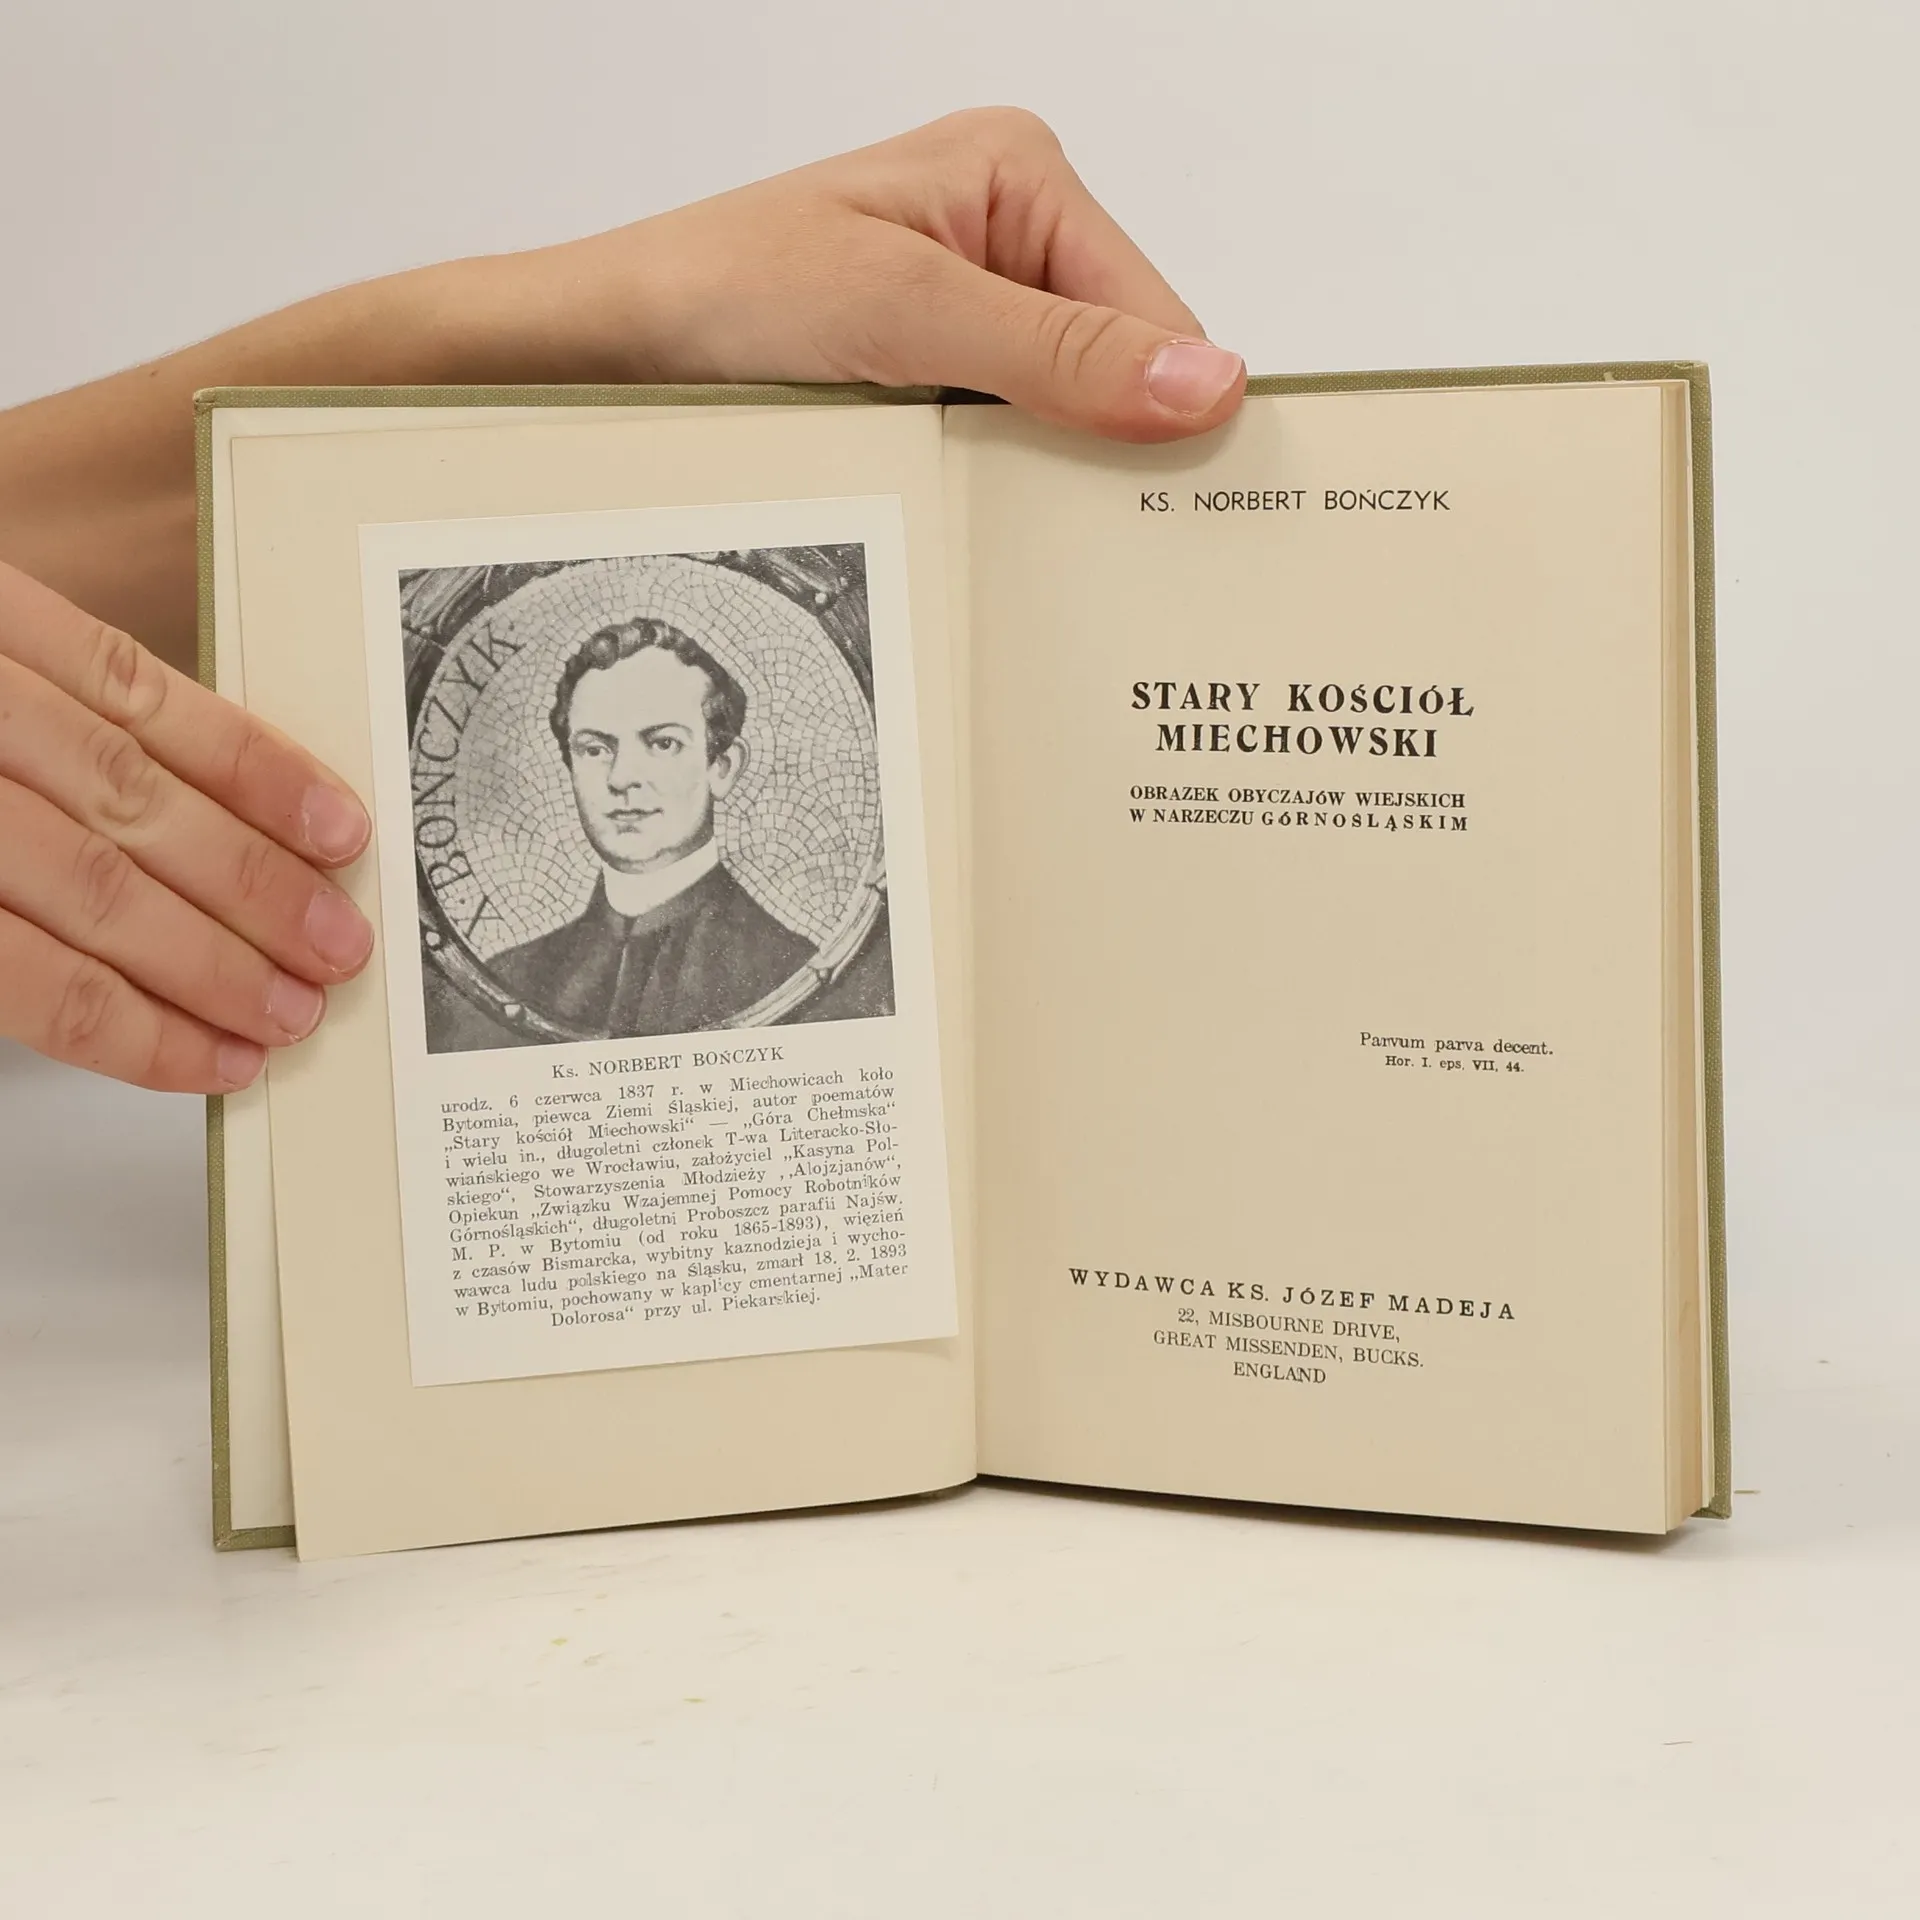 X·BOŃCZYK·
Ks. NORBERT BOŃCZYK
urodz. 6 czerwca 1837 r. w Miechowicach koło
Bytomia, piewca Ziemi Śląskiej, autor poematów
„Stary kościół Miechowski“ — „Góra Chełmska“
i wielu in., długoletni członek T-wa Literacko-Sło-
wiańskiego we Wrocławiu, założyciel „Kasyna Pol-
skiego“, Stowarzyszenia Młodzieży ,,Alojzjanów“,
Opiekun „Związku Wzajemnej Pomocy Robotników
Górnośląskich“, długoletni Proboszcz parafii Najśw.
M. P. w Bytomiu (od roku 1865-1893), więzień
z czasów Bismarcka, wybitny kaznodzieja i wycho-
wawca ludu polskiego na Śląsku, zmarł 18. 2. 1893
w Bytomiu, pochowany w kaplicy cmentarnej „Mater
Dolorosa“ przy ul. Piekarskiej.
KS. NORBERT BOŃCZYK
STARY KOŚCIÓŁ
MIECHOWSKI
OBRAZEK OBYCZAJÓW WIEJSKICH
W NARZECZU GÓRNOŚLĄSKIM
Parvum parva decent.
Hor. I. eps. VII, 44.
WYDAWCA KS. JÓZEF MADEJA
22, MISBOURNE DRIVE,
GREAT MISSENDEN, BUCKS.
ENGLAND